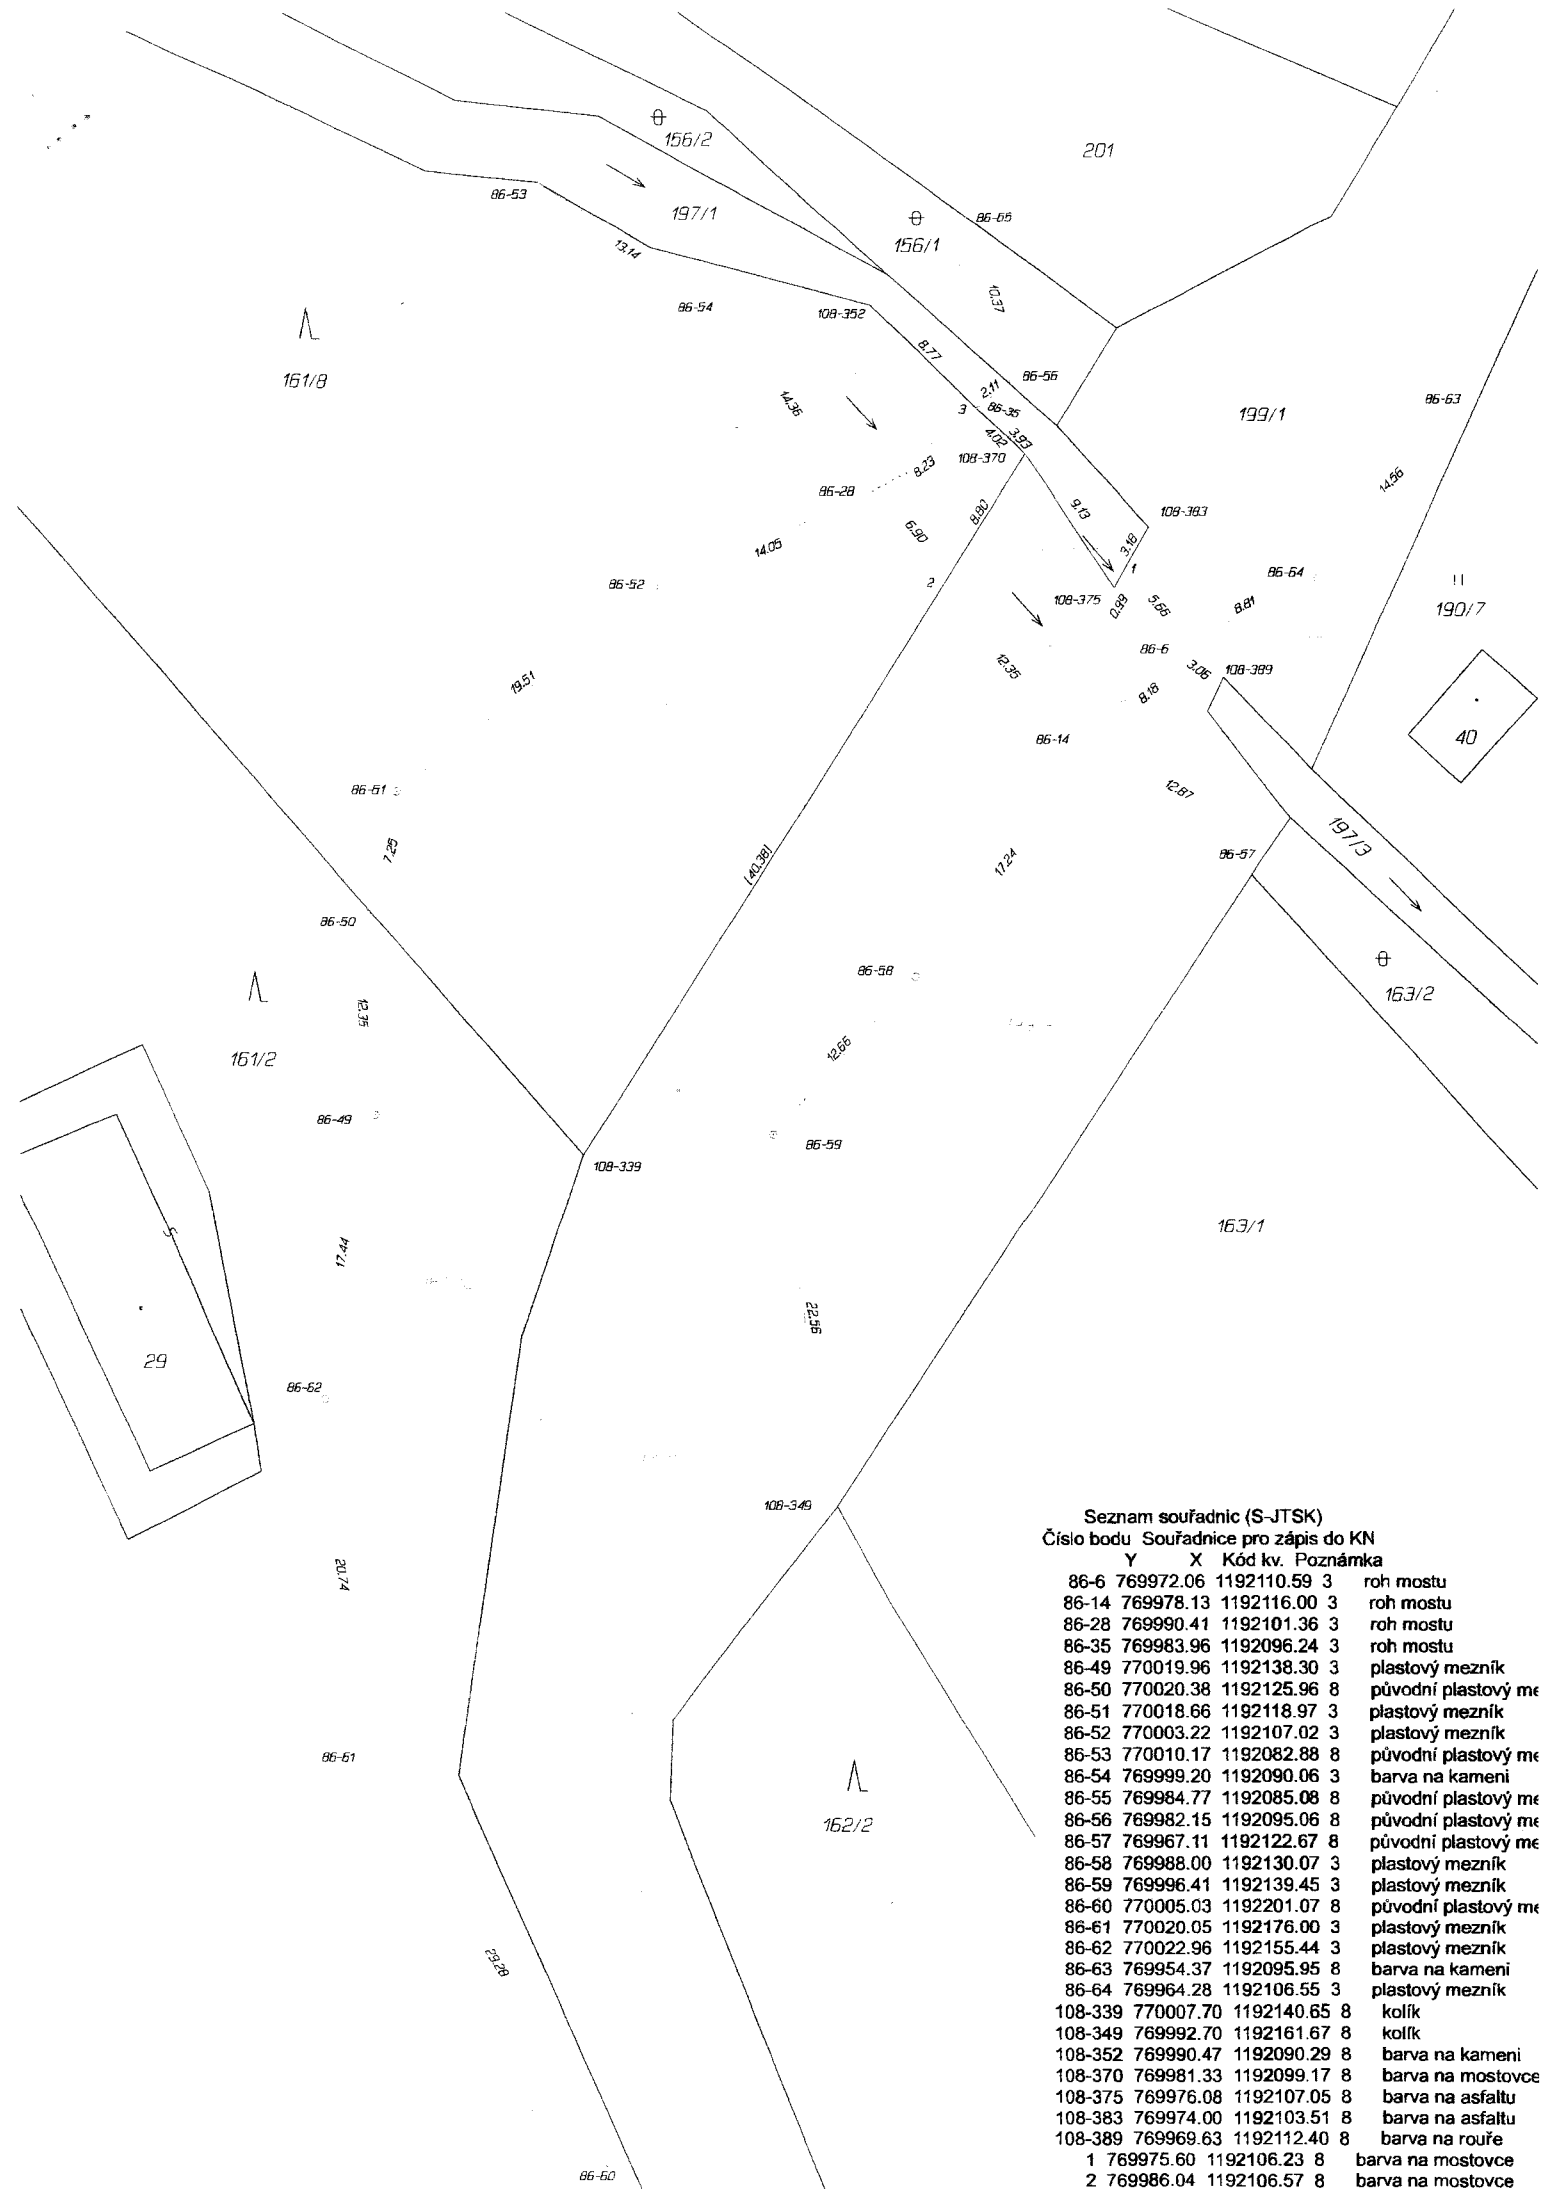 156/2
201
86-53
197/1
86-55
156/1
13.14
10.37
86-54
108-352
161/8
8.77
86-56
2.11
14.36
3
86-35
86-63
199/1
4.02
3.93
108-370
8.23
14.56
86-28
8.80
9.13
108-383
6.90
3.18
14.05
1
86-52
2
86-64
108-375
0.99
5.66
8.81
190/7
86-6
12.35
3.06
108-389
19.51
8.18
86-14
40
86-51
12.87
197/3
7.25
(40.38)
17.24
86-57
86-50
86-58
163/2
12.35
12.66
161/2
86-49
86-59
108-339
163/1
17.44
22.56
29
86-62
108-349
20.74
86-61
162/2
29.28
86-60
Seznam souřadnic (S-JTSK)
Číslo bodu Souřadnice pro zápis do KN
Y X Kód kv. Poznámka
86-6 769972.06 1192110.59 3 roh mostu
86-14 769978.13 1192116.00 3 roh mostu
86-28 769990.41 1192101.36 3 roh mostu
86-35 769983.96 1192096.24 3 roh mostu
86-49 770019.96 1192138.30 3 plastový mezník
86-50 770020.38 1192125.96 8 původní plastový me
86-51 770018.66 1192118.97 3 plastový mezník
86-52 770003.22 1192107.02 3 plastový mezník
86-53 770010.17 1192082.88 8 původní plastový me
86-54 769999.20 1192090.06 3 barva na kameni
86-55 769984.77 1192085.08 8 původní plastový me
86-56 769982.15 1192095.06 8 původní plastový me
86-57 769967.11 1192122.67 8 původní plastový me
86-58 769988.00 1192130.07 3 plastový mezník
86-59 769996.41 1192139.45 3 plastový mezník
86-60 770005.03 1192201.07 8 původní plastový me
86-61 770020.05 1192176.00 3 plastový mezník
86-62 770022.96 1192155.44 3 plastový mezník
86-63 769954.37 1192095.95 8 barva na kameni
86-64 769964.28 1192106.55 3 plastový mezník
108-339 770007.70 1192140.65 8 kolík
108-349 769992.70 1192161.67 8 kolík
108-352 769990.47 1192090.29 8 barva na kameni
108-370 769981.33 1192099.17 8 barva na mostovce
108-375 769976.08 1192107.05 8 barva na asfaltu
108-383 769974.00 1192103.51 8 barva na asfaltu
108-389 769969.63 1192112.40 8 barva na rouře
1 769975.60 1192106.23 8 barva na mostovce
2 769986.04 1192106.57 8 barva na mostovce